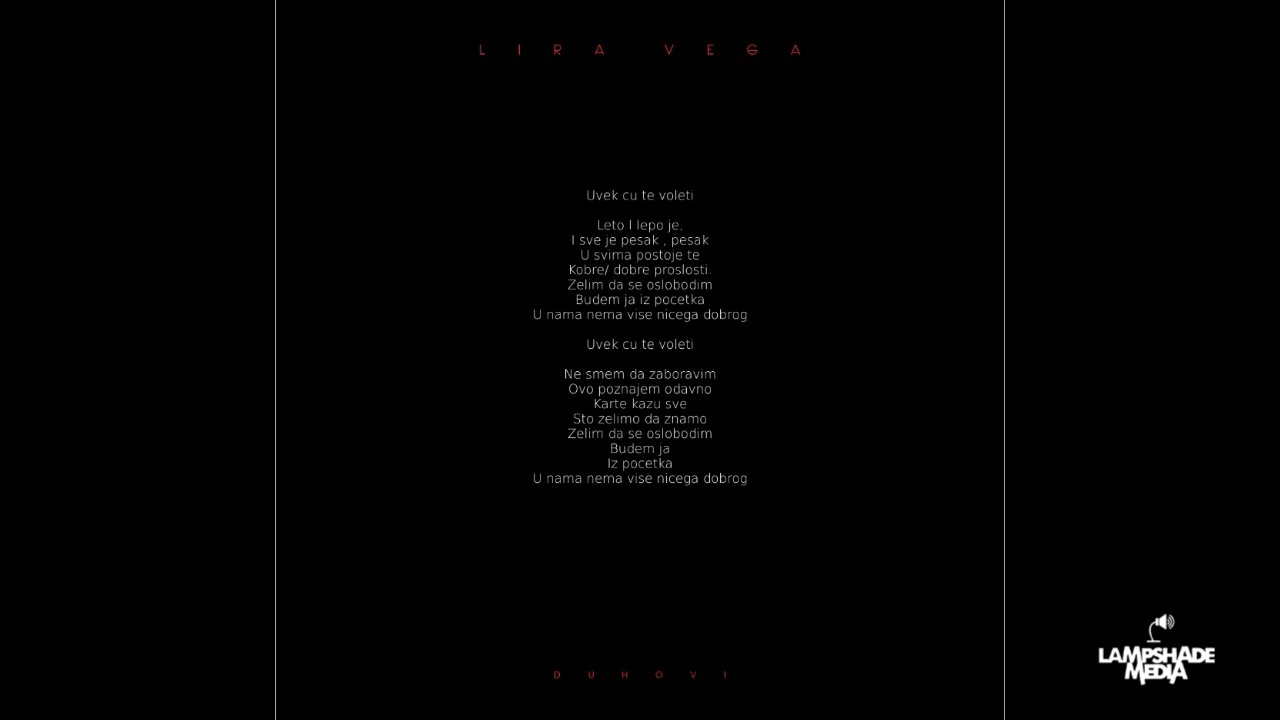 LIRA VEGA
Uvek cu te voleti
Leto I lepo je,
I sve je pesak , pesak
U svima postoje te
Kobre/ dobre proslosti.
Zelim da se oslobodim
Budem ja iz pocetka
U nama nema vise nicega dobrog
Uvek cu te voleti
Ne smem da zaboravim
Ovo poznajem odavno
Karte kazu sve
Sto zelimo da znamo
Zelim da se oslobodim
Budem ja
Iz pocetka
U nama nema vise nicega dobrog
DUHOVI
LAMPSHADE
MEDIA